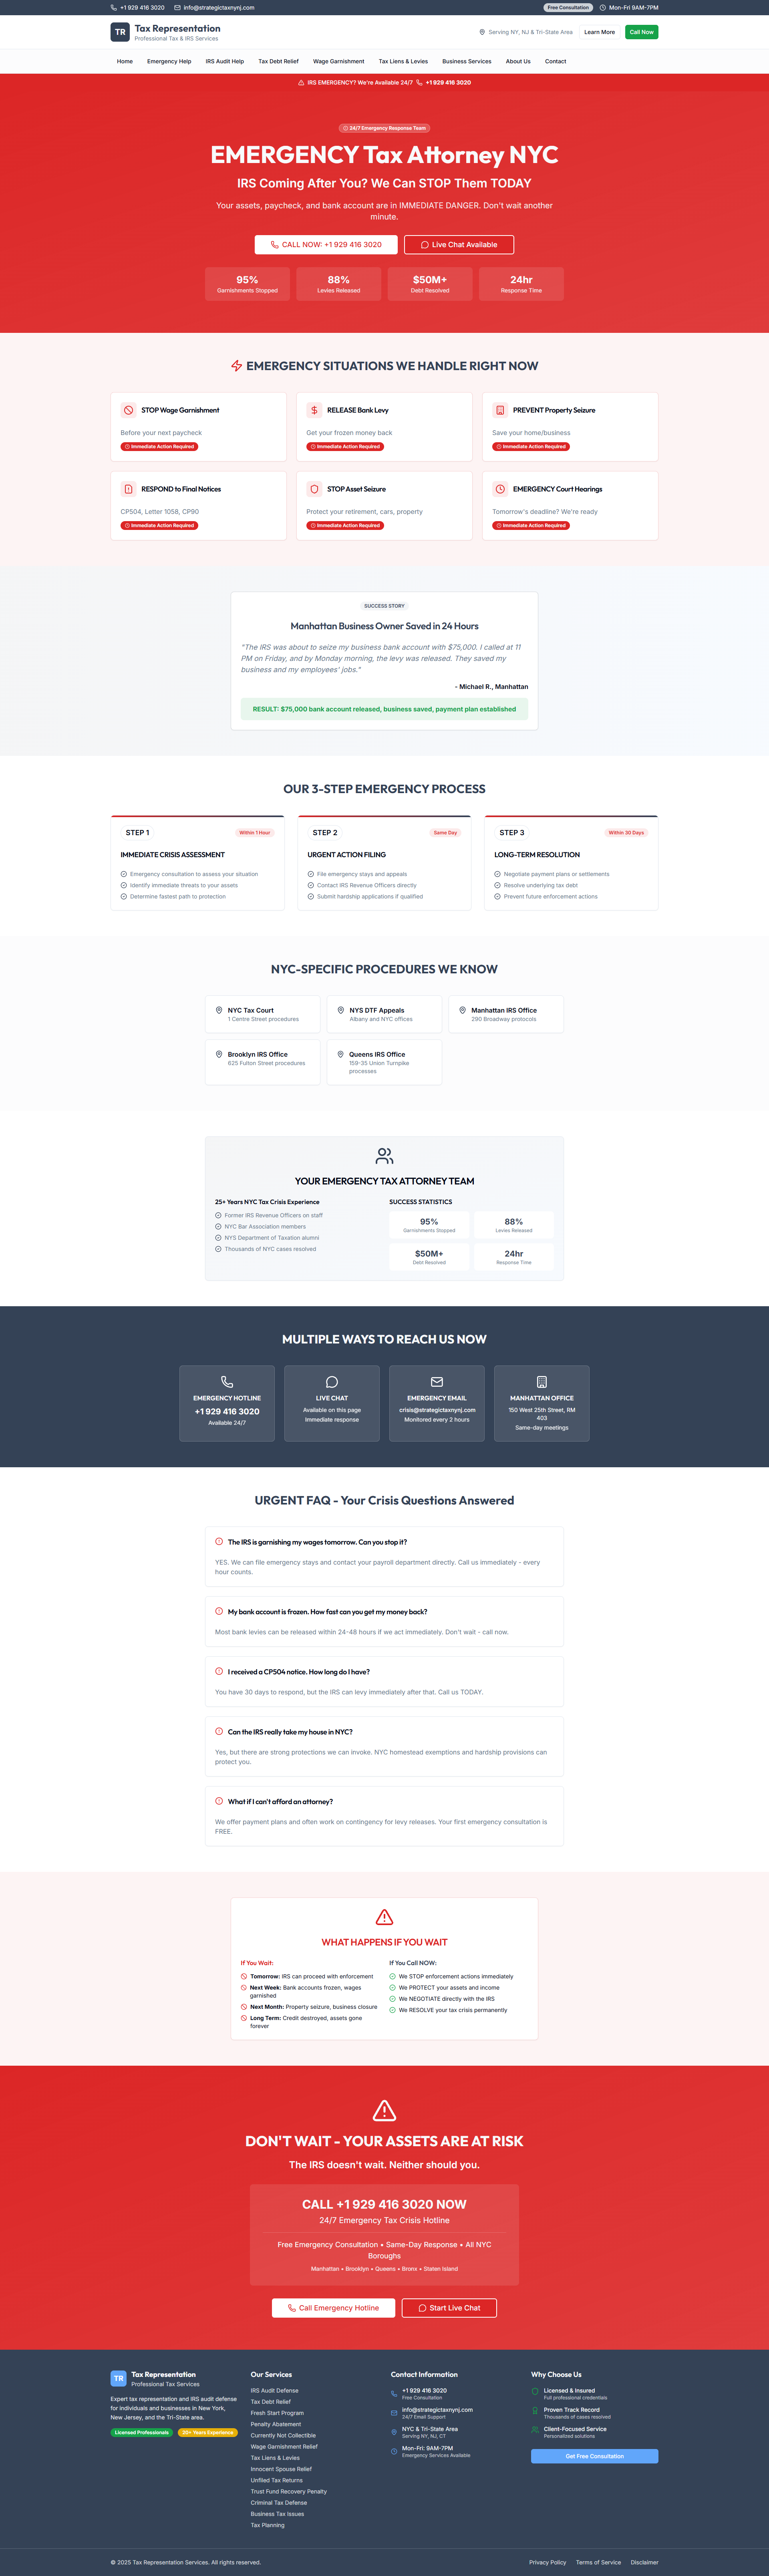 +1 929 416 3020
info@strategictaxnynj.com
Free Consultation
Mon-Fri 9AM-7PM
TR
Tax Representation
Professional Tax & IRS Services
Serving NY, NJ & Tri-State Area
Learn More
Call Now
Home
Emergency Help
IRS Audit Help
Tax Debt Relief
Wage Garnishment
Tax Liens & Levies
Business Services
About Us
Contact
IRS EMERGENCY? We're Available 24/7
+1 929 416 3020
24/7 Emergency Response Team
EMERGENCY Tax Attorney NYC
IRS Coming After You? We Can STOP Them TODAY
Your assets, paycheck, and bank account are in IMMEDIATE DANGER. Don't wait another
minute.
CALL NOW: +1 929 416 3020
Live Chat Available
95%
Garnishments Stopped
88%
Levies Released
$50M+
Debt Resolved
24hr
Response Time
EMERGENCY SITUATIONS WE HANDLE RIGHT NOW
STOP Wage Garnishment
Before your next paycheck
Immediate Action Required
RELEASE Bank Levy
Get your frozen money back
Immediate Action Required
PREVENT Property Seizure
Save your home/business
Immediate Action Required
RESPOND to Final Notices
CP504, Letter 1058, CP90
Immediate Action Required
STOP Asset Seizure
Protect your retirement, cars, property
Immediate Action Required
EMERGENCY Court Hearings
Tomorrow's deadline? We're ready
Immediate Action Required
SUCCESS STORY
Manhattan Business Owner Saved in 24 Hours
"The IRS was about to seize my business bank account with $75,000. I called at 11
PM on Friday, and by Monday morning, the levy was released. They saved my
business and my employees' jobs."
- Michael R., Manhattan
RESULT: $75,000 bank account released, business saved, payment plan established
OUR 3-STEP EMERGENCY PROCESS
STEP 1
Within 1 Hour
IMMEDIATE CRISIS ASSESSMENT
Emergency consultation to assess your situation
Identify immediate threats to your assets
Determine fastest path to protection
STEP 2
Same Day
URGENT ACTION FILING
File emergency stays and appeals
Contact IRS Revenue Officers directly
Submit hardship applications if qualified
STEP 3
Within 30 Days
LONG-TERM RESOLUTION
Negotiate payment plans or settlements
Resolve underlying tax debt
Prevent future enforcement actions
NYC-SPECIFIC PROCEDURES WE KNOW
NYC Tax Court
1 Centre Street procedures
NYS DTF Appeals
Albany and NYC offices
Manhattan IRS Office
290 Broadway protocols
Brooklyn IRS Office
625 Fulton Street procedures
Queens IRS Office
159-35 Union Turnpike
processes
YOUR EMERGENCY TAX ATTORNEY TEAM
25+ Years NYC Tax Crisis Experience
Former IRS Revenue Officers on staff
NYC Bar Association members
NYS Department of Taxation alumni
Thousands of NYC cases resolved
SUCCESS STATISTICS
95%
Garnishments Stopped
88%
Levies Released
$50M+
Debt Resolved
24hr
Response Time
MULTIPLE WAYS TO REACH US NOW
EMERGENCY HOTLINE
+1 929 416 3020
Available 24/7
LIVE CHAT
Available on this page
Immediate response
EMERGENCY EMAIL
crisis@strategictaxnynj.com
Monitored every 2 hours
MANHATTAN OFFICE
150 West 25th Street, RM
403
Same-day meetings
URGENT FAQ - Your Crisis Questions Answered
The IRS is garnishing my wages tomorrow. Can you stop it?
YES. We can file emergency stays and contact your payroll department directly. Call us immediately - every
hour counts.
My bank account is frozen. How fast can you get my money back?
Most bank levies can be released within 24-48 hours if we act immediately. Don't wait - call now.
I received a CP504 notice. How long do I have?
You have 30 days to respond, but the IRS can levy immediately after that. Call us TODAY.
Can the IRS really take my house in NYC?
Yes, but there are strong protections we can invoke. NYC homestead exemptions and hardship provisions can
protect you.
What if I can't afford an attorney?
We offer payment plans and often work on contingency for levy releases. Your first emergency consultation is
FREE.
WHAT HAPPENS IF YOU WAIT
If You Wait:
Tomorrow: IRS can proceed with enforcement
Next Week: Bank accounts frozen, wages
garnished
Next Month: Property seizure, business closure
Long Term: Credit destroyed, assets gone
forever
If You Call NOW:
We STOP enforcement actions immediately
We PROTECT your assets and income
We NEGOTIATE directly with the IRS
We RESOLVE your tax crisis permanently
DON'T WAIT - YOUR ASSETS ARE AT RISK
The IRS doesn't wait. Neither should you.
CALL +1 929 416 3020 NOW
24/7 Emergency Tax Crisis Hotline
Free Emergency Consultation • Same-Day Response • All NYC
Boroughs
Manhattan • Brooklyn • Queens • Bronx • Staten Island
Call Emergency Hotline
Start Live Chat
TR
Tax Representation
Professional Tax Services
Expert tax representation and IRS audit defense
for individuals and businesses in New York,
New Jersey, and the Tri-State area.
Licensed Professionals
20+ Years Experience
Our Services
IRS Audit Defense
Tax Debt Relief
Fresh Start Program
Penalty Abatement
Currently Not Collectible
Wage Garnishment Relief
Tax Liens & Levies
Innocent Spouse Relief
Unfiled Tax Returns
Trust Fund Recovery Penalty
Criminal Tax Defense
Business Tax Issues
Tax Planning
Contact Information
+1 929 416 3020
Free Consultation
info@strategictaxnynj.com
24/7 Email Support
NYC & Tri-State Area
Serving NY, NJ, CT
Mon-Fri: 9AM-7PM
Emergency Services Available
Why Choose Us
Licensed & Insured
Full professional credentials
Proven Track Record
Thousands of cases resolved
Client-Focused Service
Personalized solutions
Get Free Consultation
© 2025 Tax Representation Services. All rights reserved.
Privacy Policy
Terms of Service
Disclaimer